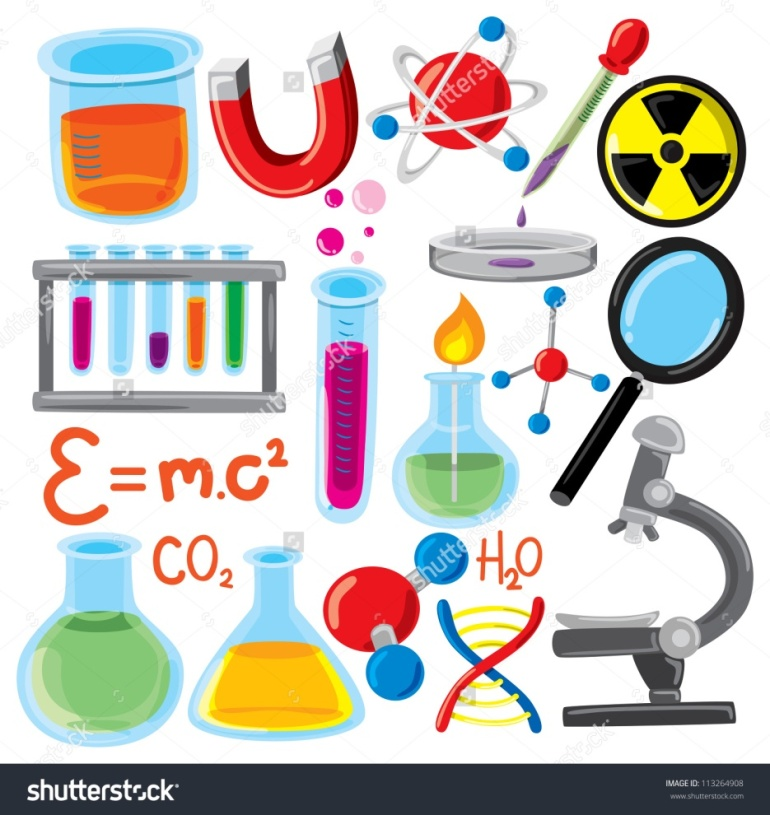 E=m.c²
CO₂
H₂O
shutterstock
IMAGE ID: 113264908
www.shutterstock.com